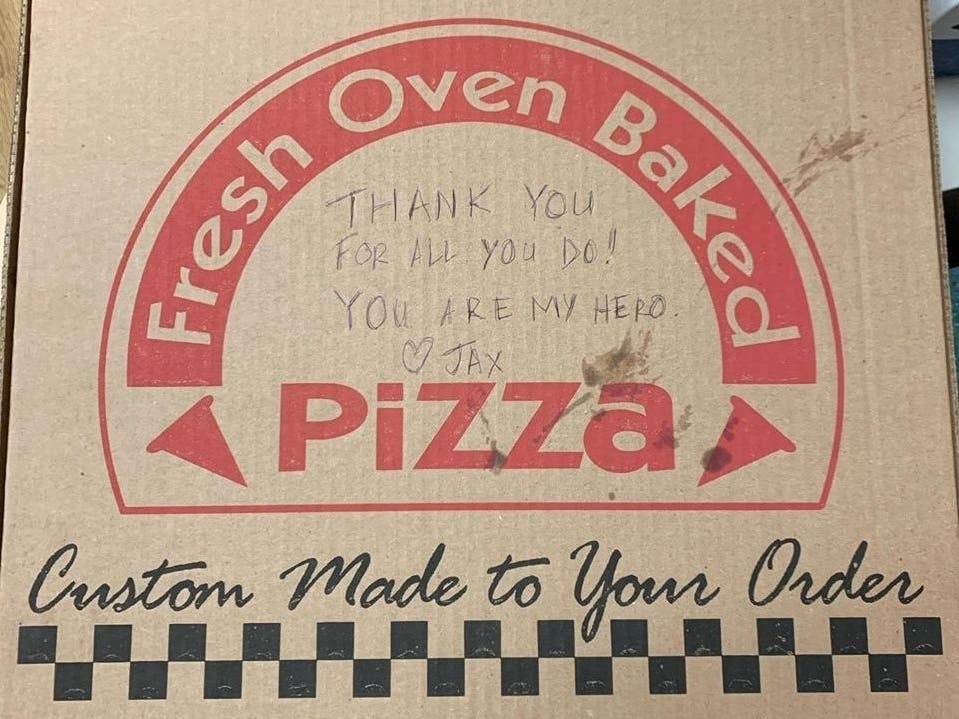 Fresh Oven Baked
THANK YOU
FOR ALL YOU DO!!
YOU ARE MY HERO.
♡ JAX
PiZZa
Custom Made to Your Order